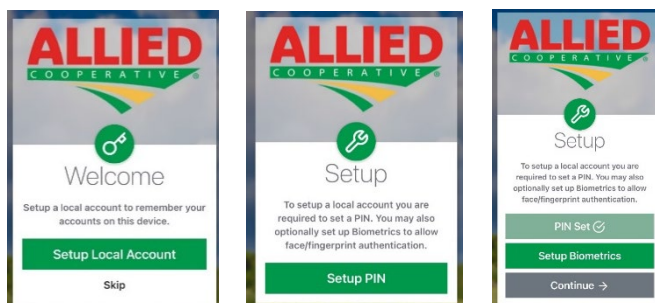 ALLIED
COOPERATIVE ®
Welcome
Setup a local account to remember your
accounts on this device.
Setup Local Account
Skip
ALLIED
COOPERATIVE ®
Setup
To setup a local account you are
required to set a PIN. You may also
optionally set up Biometrics to allow
face/fingerprint authentication.
Setup PIN
ALLIED
COOPERATIVE ®
Setup
To setup a local account you are
required to set a PIN. You may also
optionally set up Biometrics to allow
face/fingerprint authentication.
PIN Set
Setup Biometrics
Continue →